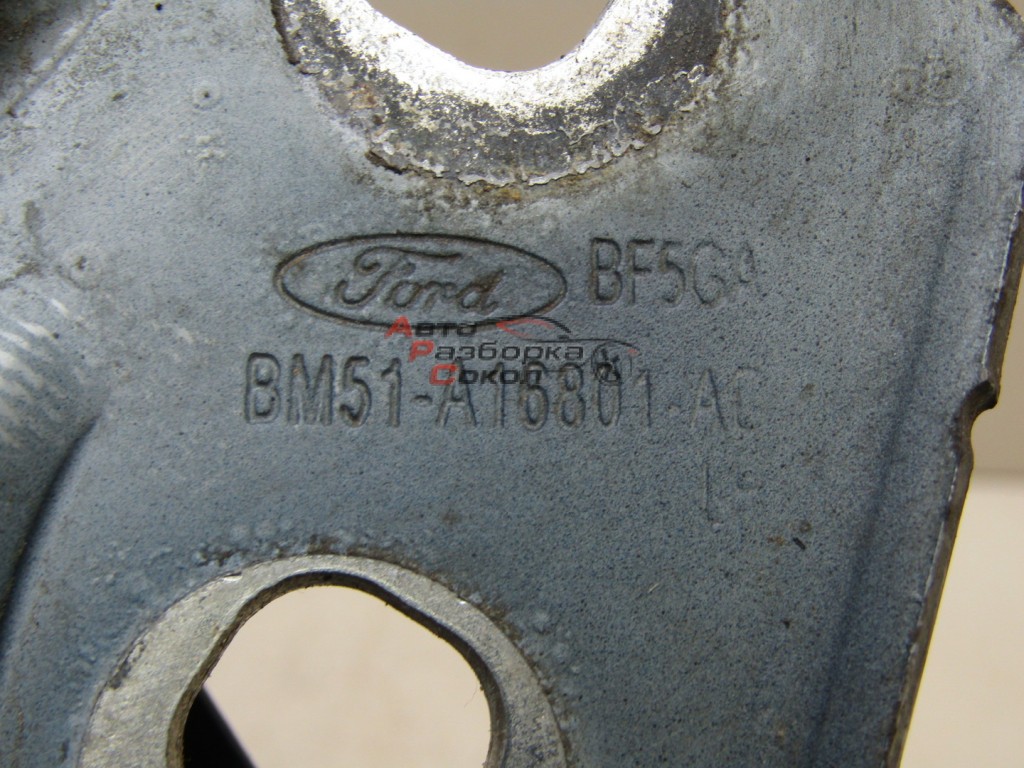 Ford BF5G
Авто
Разборка
Сокол
BM51-A16801-AC